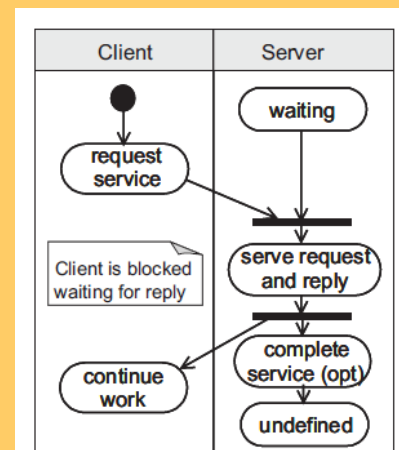 Client
Server
waiting
request
service
Client is blocked
waiting for reply
serve request
and reply
complete
service (opt)
continue
work
undefined